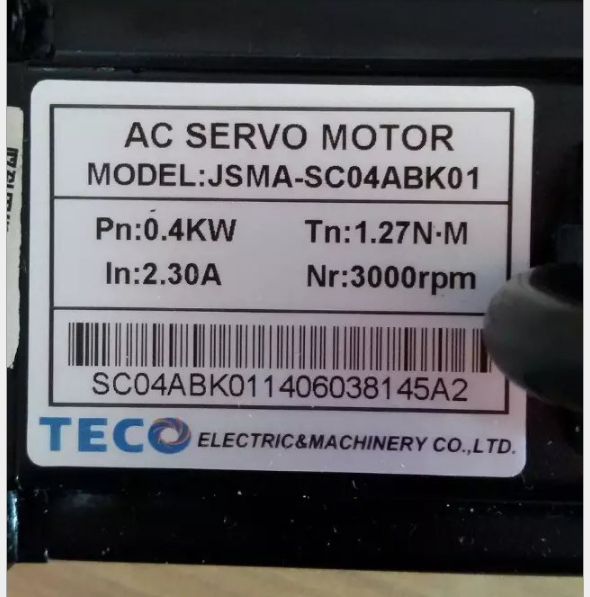 AC SERVO MOTOR
MODEL:JSMA-SC04ABK01
Pn:0.4KW Tn:1.27N·M
In:2.30A Nr:3000rpm
SC04ABK011406038145A2
TECO ELECTRIC&MACHINERY CO.,LTD.